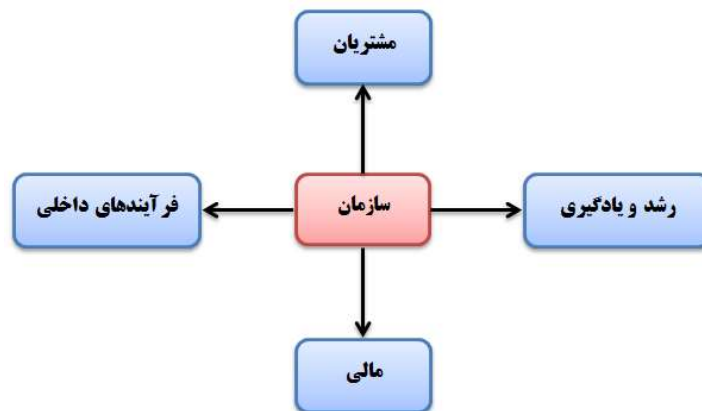 مشتریان
رشد و یادگیری
سازمان
فرآیندهای داخلی
مالی